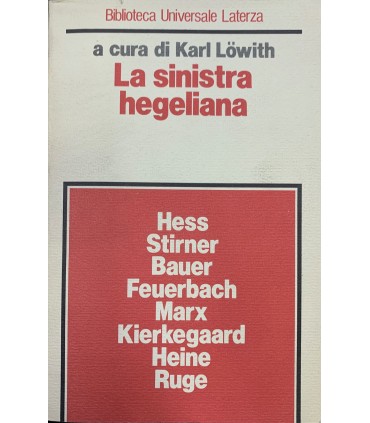 Biblioteca Universale Laterza
a cura di Karl Löwith
La sinistra
hegeliana
Hess
Stirner
Bauer
Feuerbach
Marx
Kierkegaard
Heine
Ruge